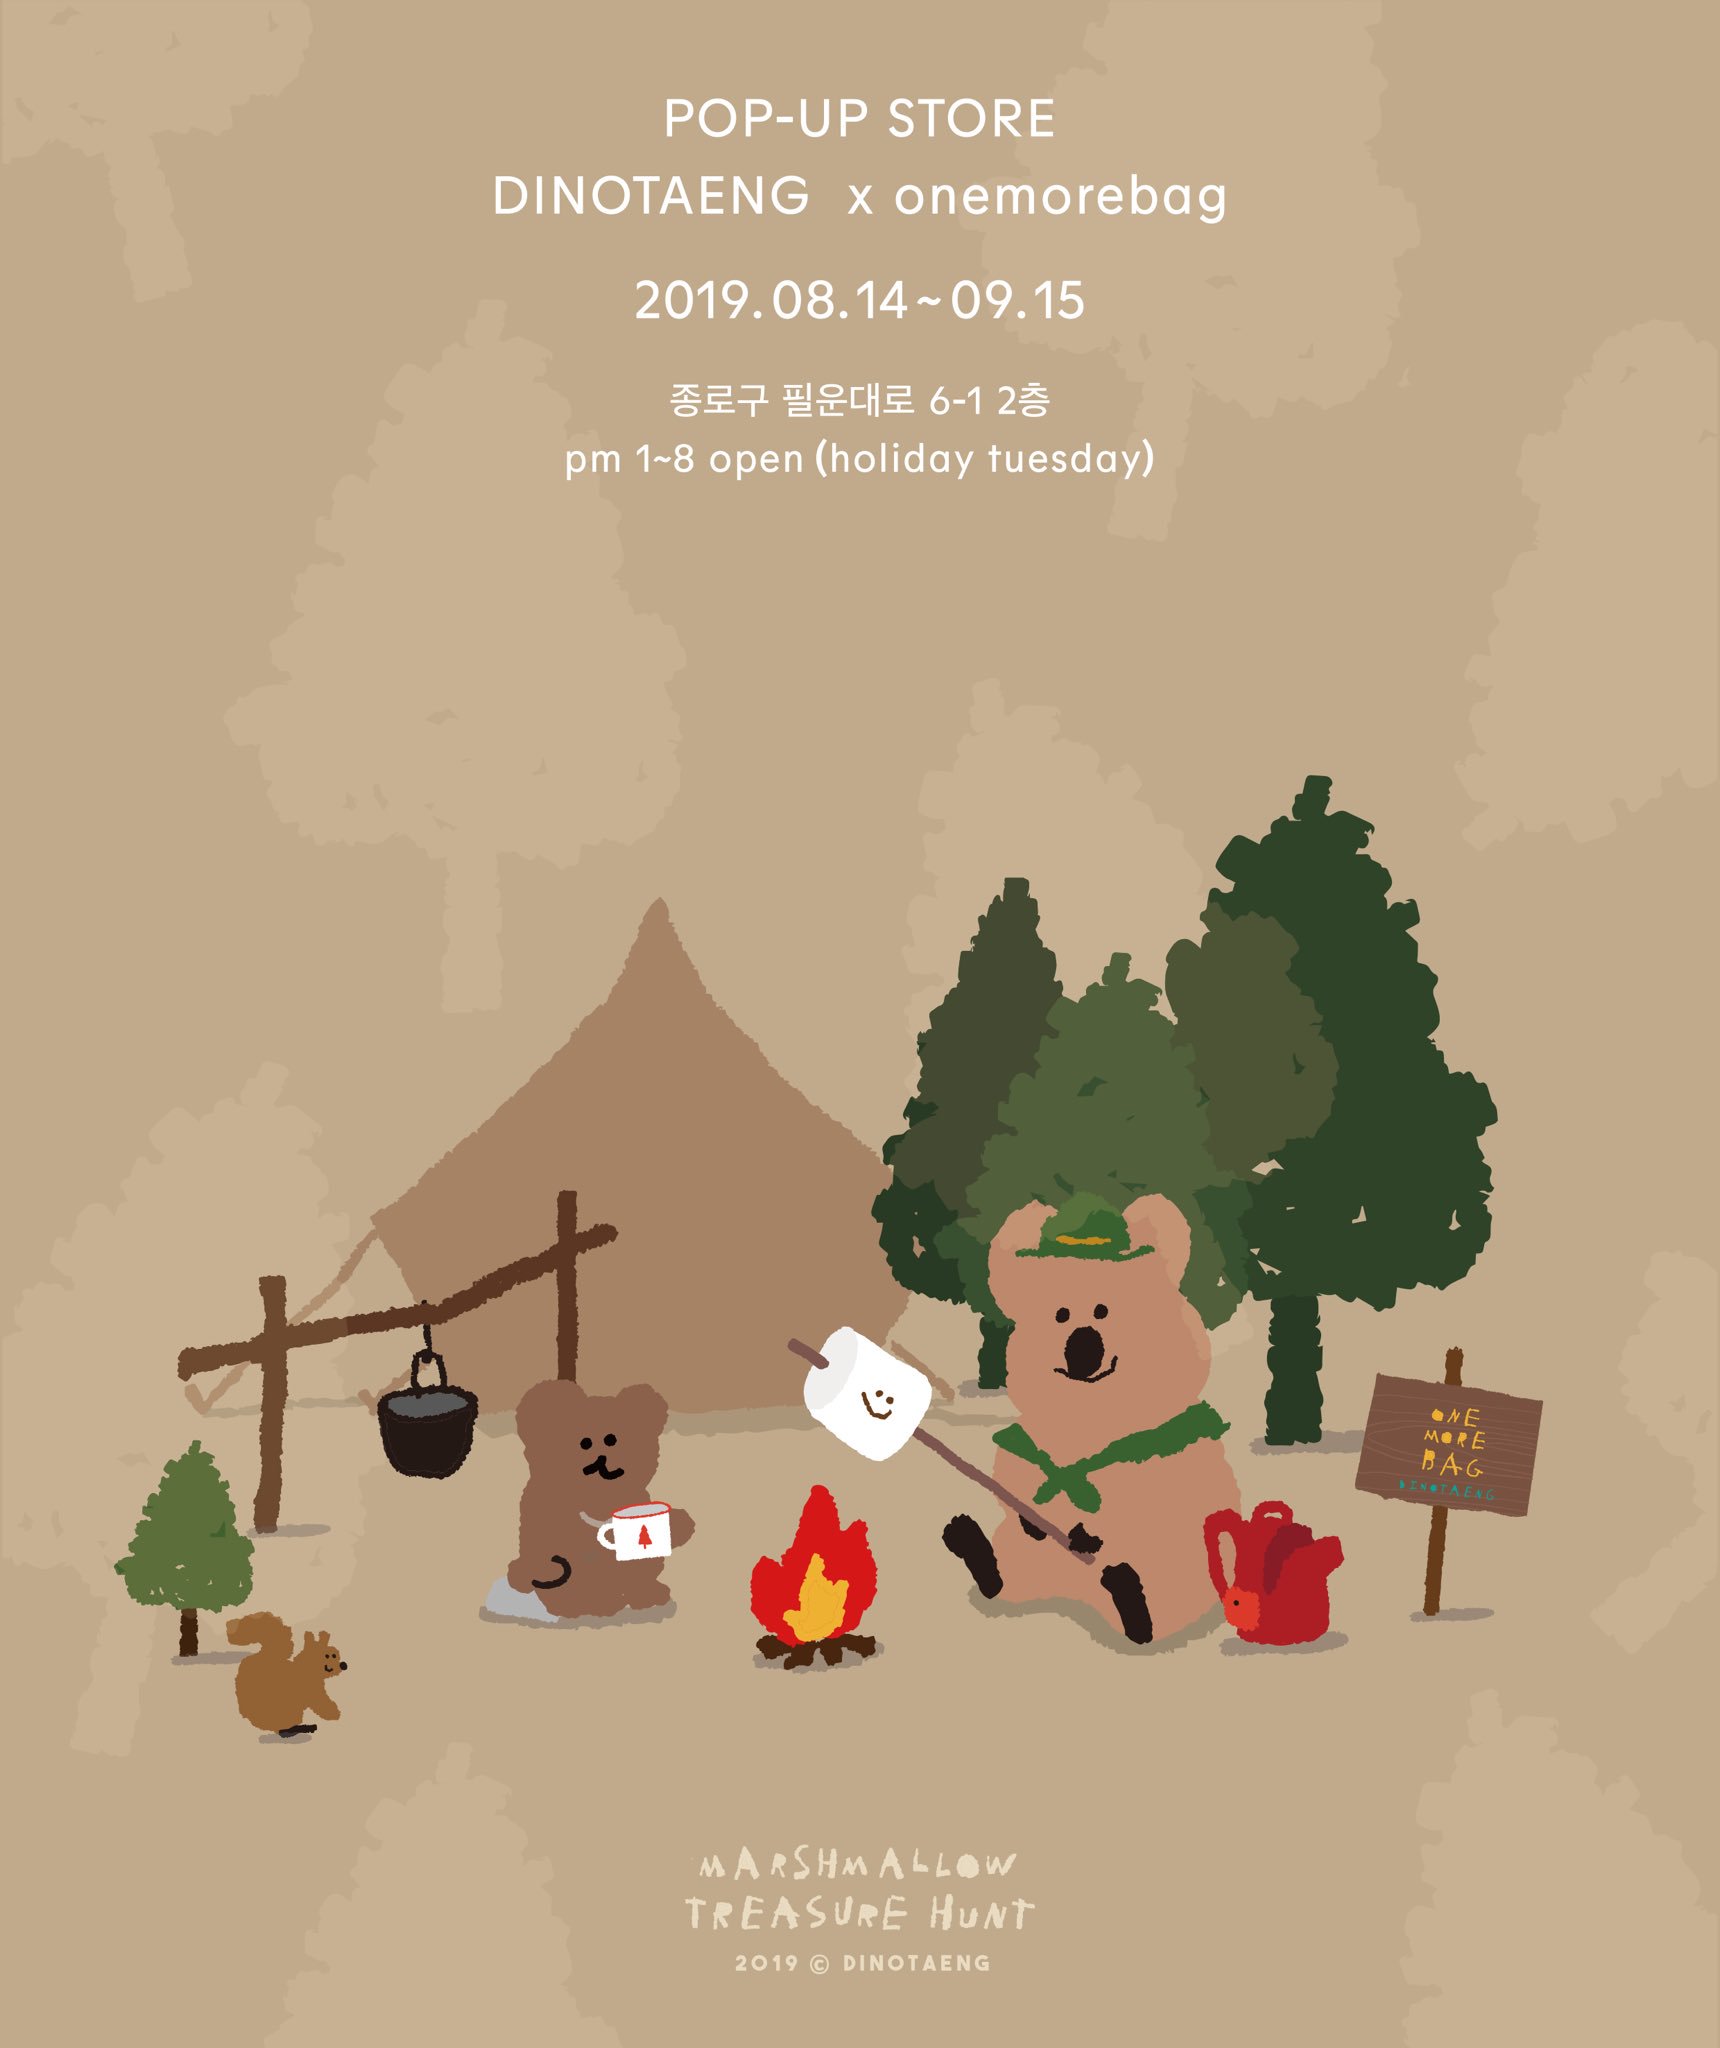 POP-UP STORE
DINOTAENG x onemorebag
2019.08.14~09.15
종로구 필운대로 6-1 2층
pm 1~8 open (holiday tuesday)
ONE
MORE
BAG
DINOTAENG
MARSHMALLOW
TREASURE HUNT
2019 © DINOTAENG